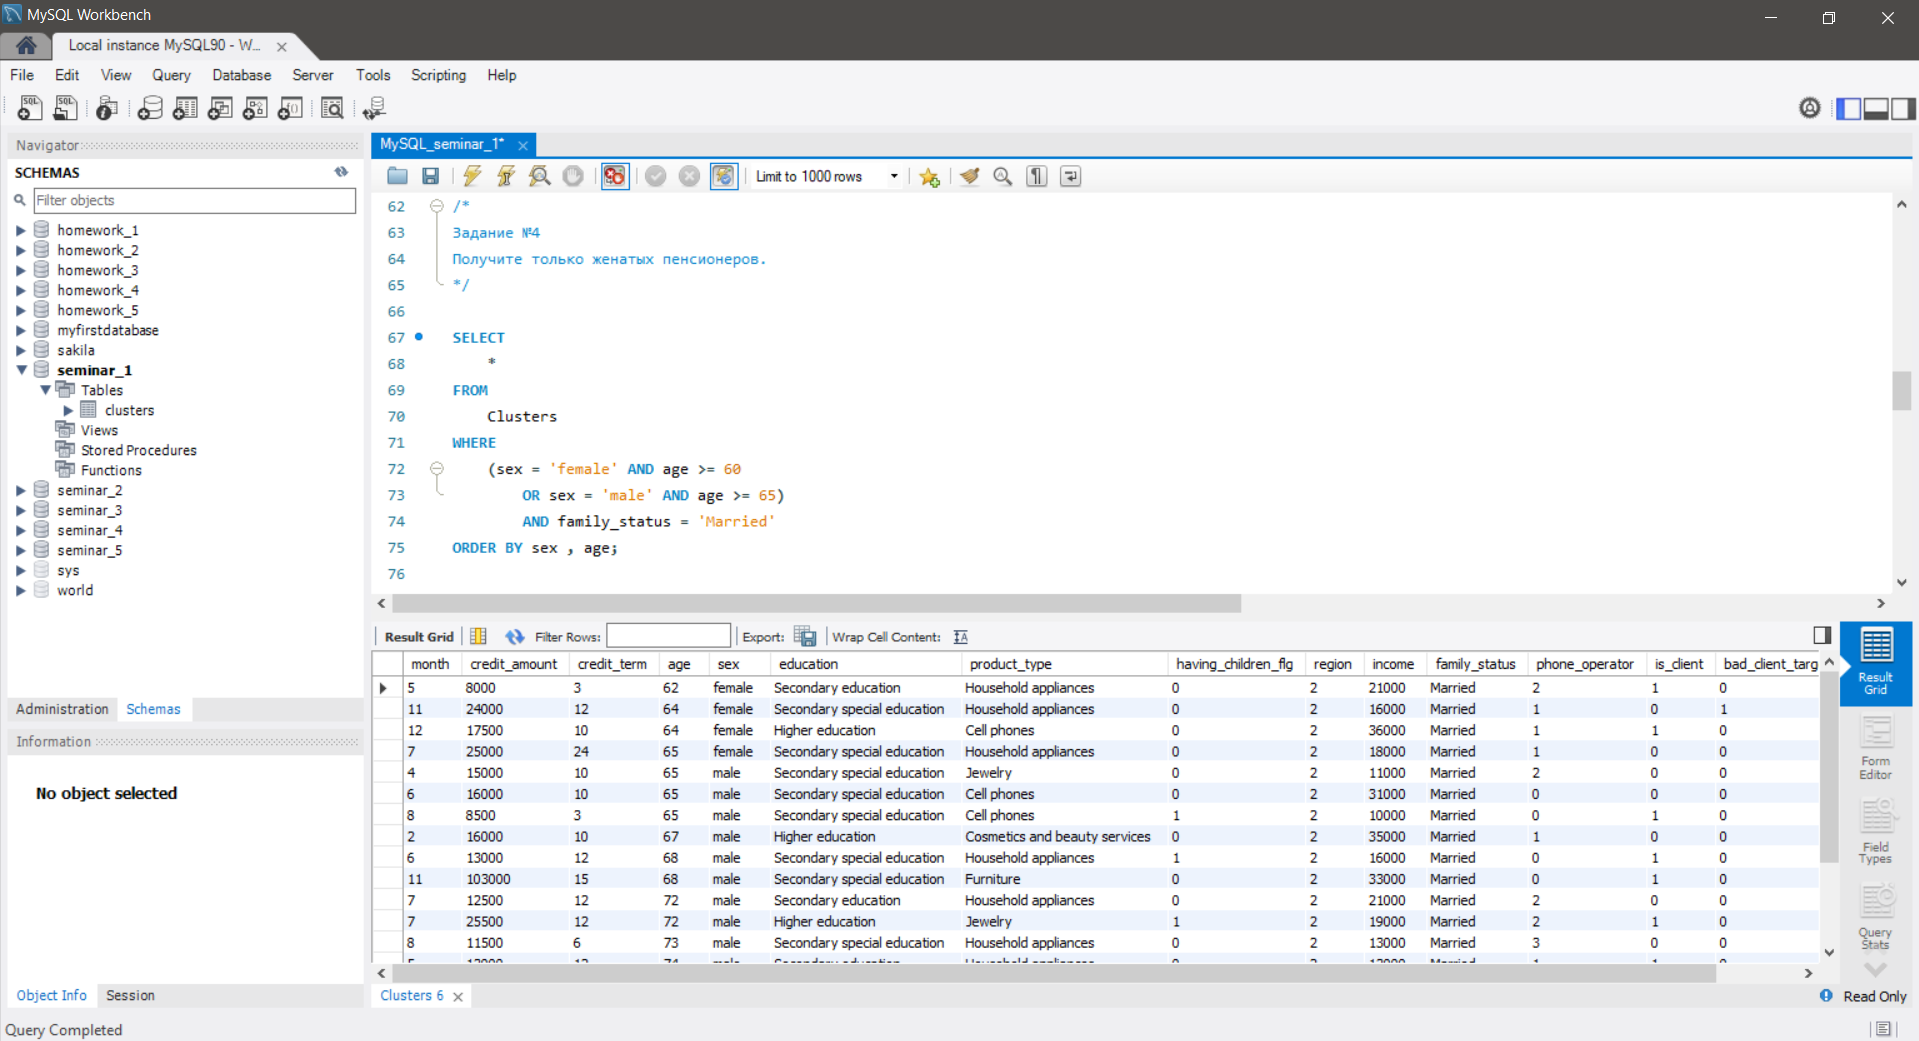 MySQL Workbench
Local instance MySQL90 - W...
File Edit View Query Database Server Tools Scripting Help
Navigator
SCHEMAS
Filter objects
homework_1
homework_2
homework_3
homework_4
homework_5
myfirstdatabase
sakila
seminar_1
Tables
clusters
Views
Stored Procedures
Functions
seminar_2
seminar_3
seminar_4
seminar_5
sys
world
Administration Schemas
Information
No object selected
Object Info Session
Query Completed
MySQL_seminar_1*
Limit to 1000 rows
62 /*
63 Задание №4
64 Получите только женатых пенсионеров.
65 */
66
67 SELECT
68 *
69 FROM
70 Clusters
71 WHERE
72 (sex = 'female' AND age >= 60
73 OR sex = 'male' AND age >= 65)
74 AND family_status = 'Married'
75 ORDER BY sex , age;
76
Result Grid Filter Rows: Export: Wrap Cell Content:
month credit_amount credit_term age sex education product_type having_children_flg region income family_status phone_operator is_client bad_client_targ
5 8000 3 62 female Secondary education Household appliances 0 2 21000 Married 2 1 0
11 24000 12 64 female Secondary special education Household appliances 0 2 16000 Married 1 0 1
12 17500 10 64 female Higher education Cell phones 0 2 36000 Married 1 1 0
7 25000 24 65 female Secondary special education Household appliances 0 2 18000 Married 1 0 0
4 15000 10 65 male Secondary special education Jewelry 0 2 11000 Married 2 0 0
6 16000 10 65 male Secondary special education Cell phones 0 2 31000 Married 0 0 0
8 8500 3 65 male Secondary special education Cell phones 1 2 10000 Married 0 1 0
2 16000 10 67 male Higher education Cosmetics and beauty services 0 2 35000 Married 1 0 0
6 13000 12 68 male Secondary special education Household appliances 1 2 16000 Married 0 1 0
11 103000 15 68 male Secondary special education Furniture 0 2 33000 Married 0 1 0
7 12500 12 72 male Secondary education Household appliances 0 2 21000 Married 2 0 0
7 25500 12 72 male Higher education Jewelry 1 2 19000 Married 2 1 0
8 11500 6 73 male Secondary special education Household appliances 0 2 13000 Married 3 0 0
Result
Grid
Form
Editor
Field
Types
Query
Stats
Clusters 6
Read Only